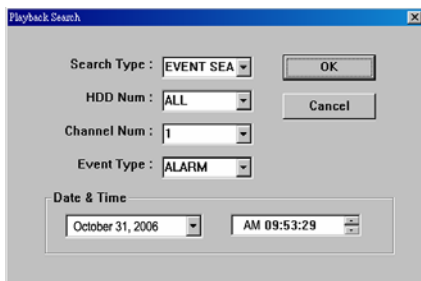 Playback Search
Search Type : EVENT SEA
OK
HDD Num : ALL
Cancel
Channel Num : 1
Event Type : ALARM
Date & Time
October 31, 2006 AM 09:53:29